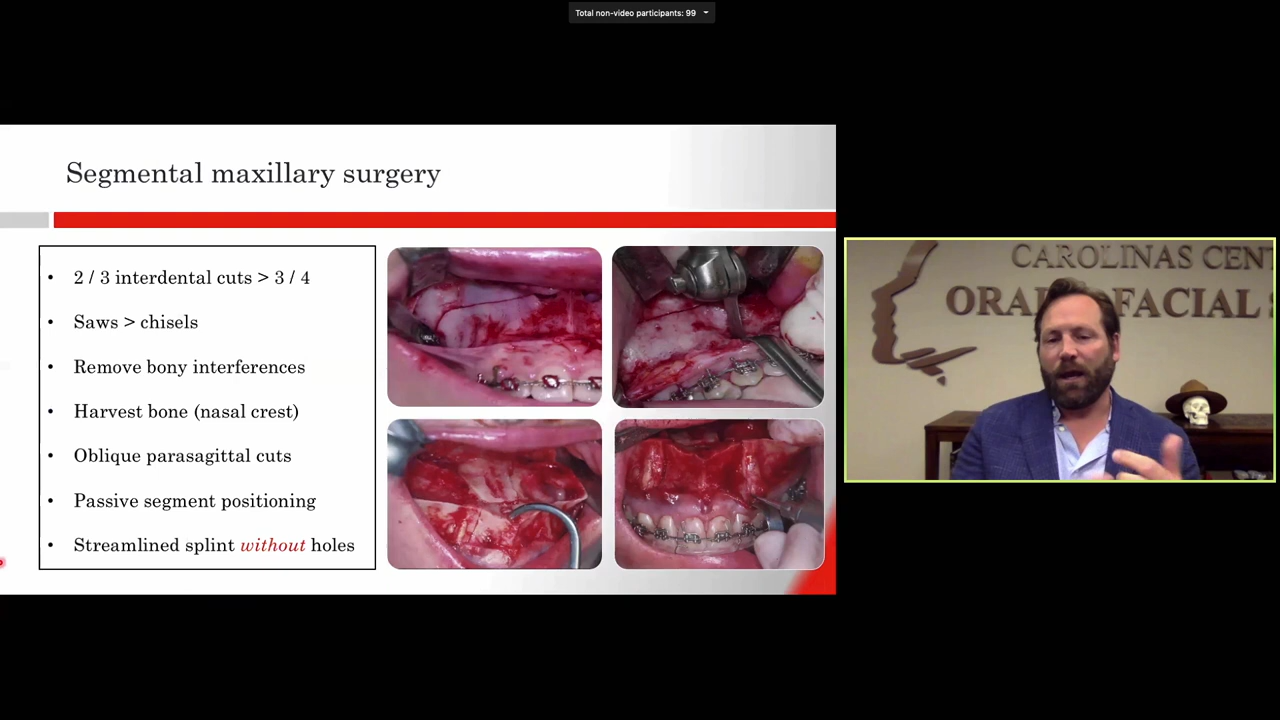 Total non-video participants: 99
Segmental maxillary surgery
• 2 / 3 interdental cuts > 3 / 4
• Saws > chisels
• Remove bony interferences
• Harvest bone (nasal crest)
• Oblique parasagittal cuts
• Passive segment positioning
• Streamlined splint without holes
CAROLINAS CENT
ORAL FACIAL S